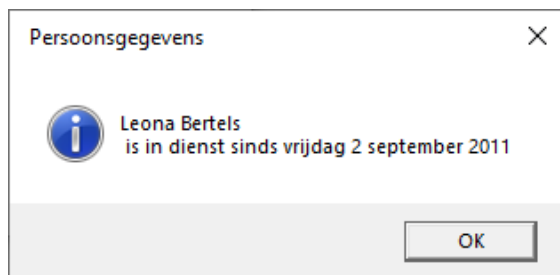 Persoonsgegevens
Leona Bertels
is in dienst sinds vrijdag 2 september 2011
OK